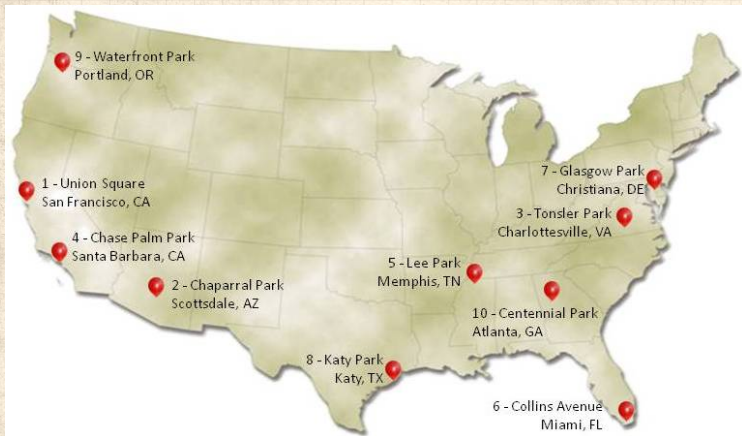 9 - Waterfront Park
Portland, OR
1 - Union Square
San Francisco, CA
7 - Glasgow Park
Christiana, DE
3 - Tonsler Park
Charlottesville, VA
4 - Chase Palm Park
Santa Barbara, CA
5 - Lee Park
Memphis, TN
2 - Chaparral Park
Scottsdale, AZ
10 - Centennial Park
Atlanta, GA
8 - Katy Park
Katy, TX
6 - Collins Avenue
Miami, FL